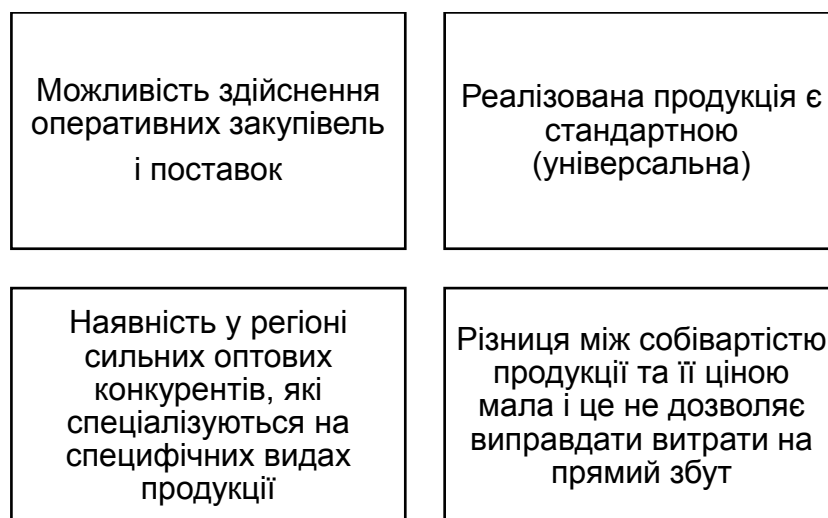 Можливість здійснення
оперативних закупівель
і поставок
Реалізована продукція є
стандартною
(універсальна)
Наявність у регіоні
сильних оптових
конкурентів, які
спеціалізуються на
специфічних видах
продукції
Різниця між собівартістю
продукції та її ціною
мала і це не дозволяє
виправдати витрати на
прямий збут